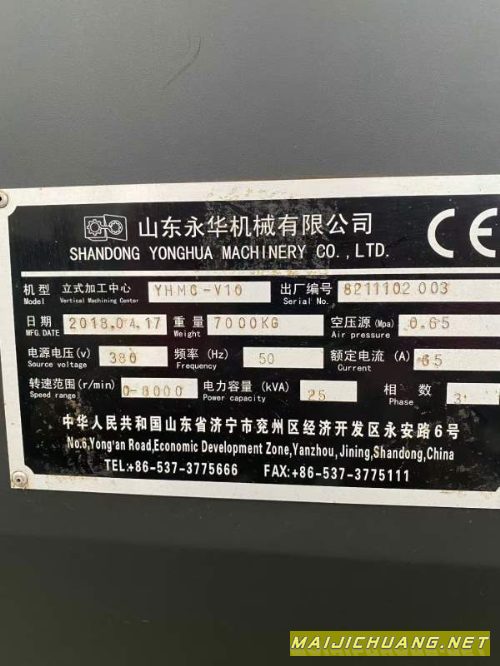 山东永华机械有限公司
SHANDONG YONGHUA MACHINERY CO.,LTD.
CE
机型 Model 立式加工中心 Vertical Machining Center YHMC-V10 出厂编号 Serial No. 8211102 003
日期 MFG.DATE 2018.04.17 重量 Weight 7000KG 空压源 (Mpa) Air pressure 0.65
电源电压(v) Source voltage 380 频率 (Hz) Frequency 50 额定电流 (A) Current 65
转速范围(r/min) Speed range 0-8000 电力容量 (kVA) Power capacity 25 相 数 Phase 3
中华人民共和国山东省济宁市兖州区经济开发区永安路6号
No.6,Yong'an Road,Economic Development Zone,Yanzhou,Jining,Shandong,China
TEL:+86-537-3775666 FAX:+86-537-3775111
MAIJICHUANG.NET